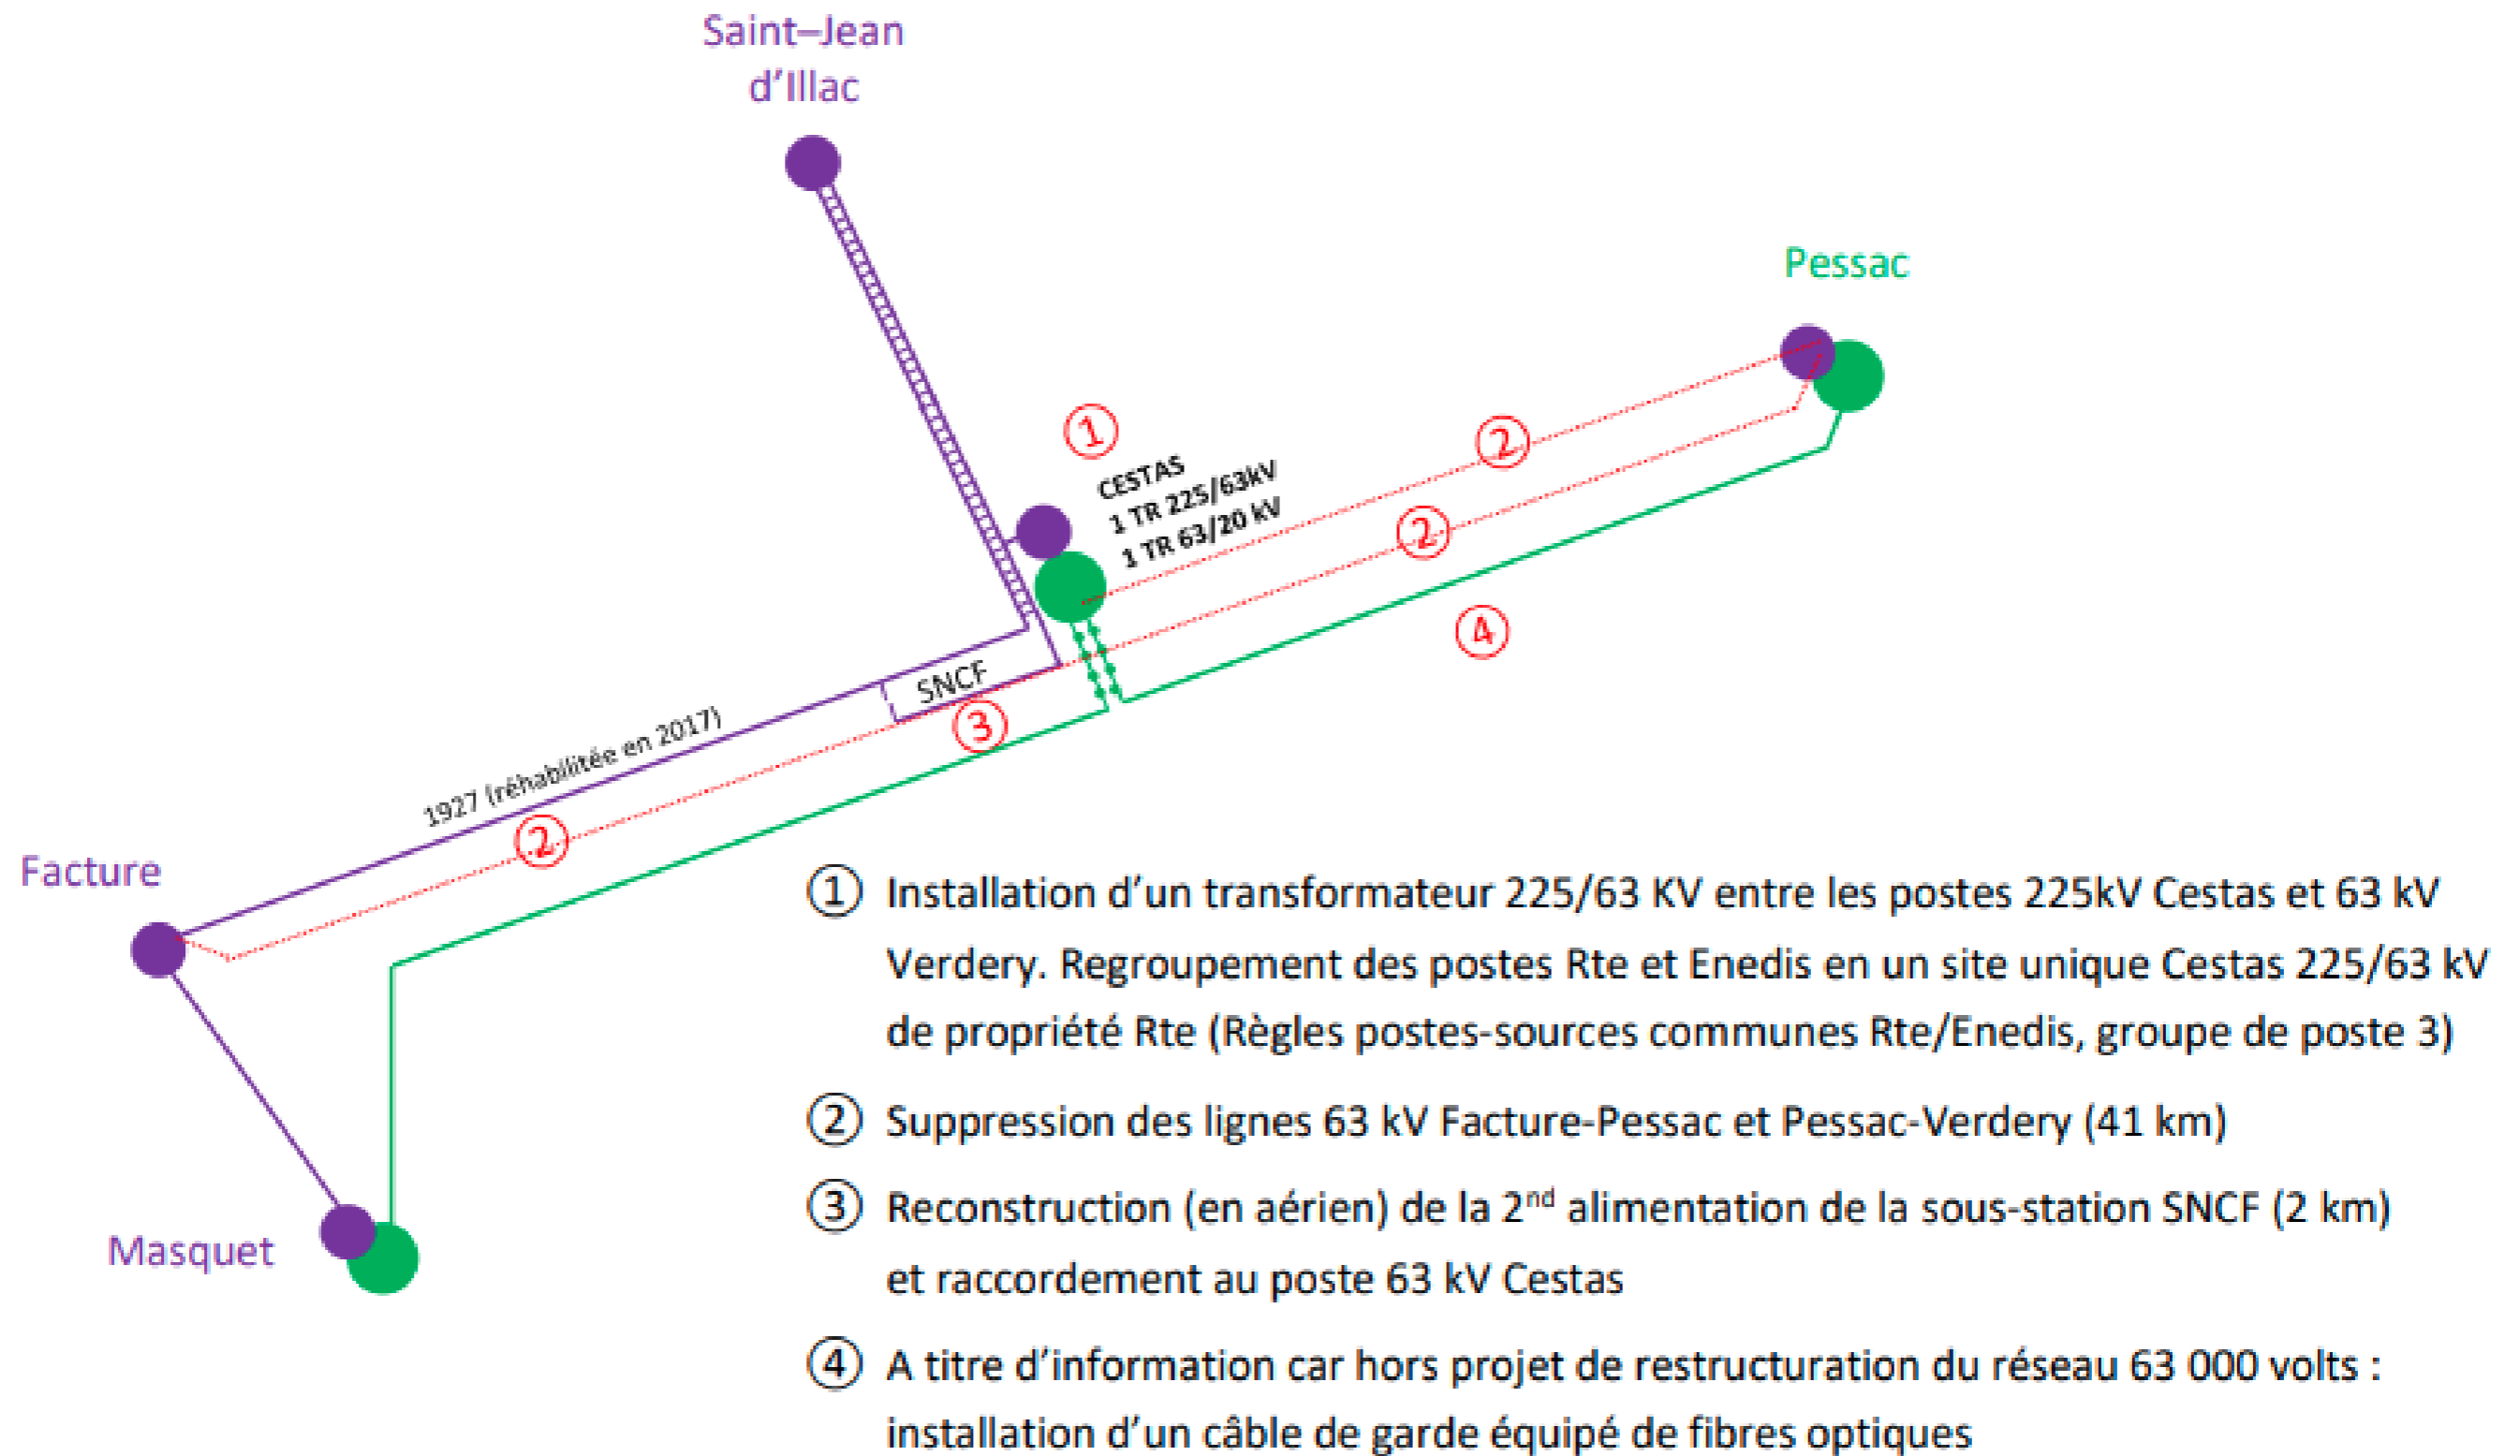 Saint–Jean
d'Illac
Pessac
①
②
CESTAS
1 TR 225/63kV
1 TR 63/20 kV
②
④
SNCF
③
1927 (réhabilitée en 2017)
②
Facture
Masquet
① Installation d'un transformateur 225/63 KV entre les postes 225kV Cestas et 63 kV
Verdery. Regroupement des postes Rte et Enedis en un site unique Cestas 225/63 kV
de propriété Rte (Règles postes-sources communes Rte/Enedis, groupe de poste 3)
② Suppression des lignes 63 kV Facture-Pessac et Pessac-Verdery (41 km)
③ Reconstruction (en aérien) de la 2nd alimentation de la sous-station SNCF (2 km)
et raccordement au poste 63 kV Cestas
④ A titre d'information car hors projet de restructuration du réseau 63 000 volts :
installation d'un câble de garde équipé de fibres optiques